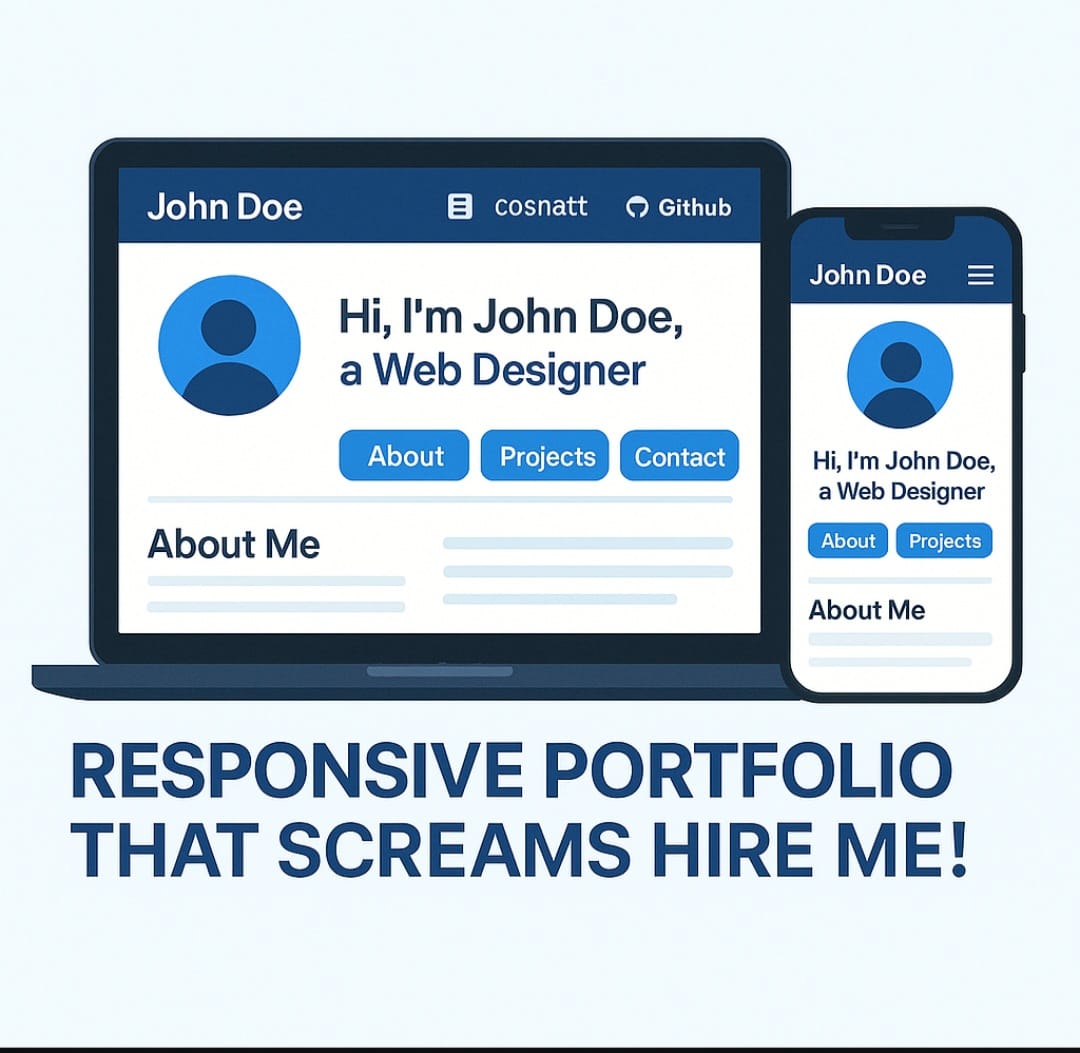 John Doe
cosnatt
Github
Hi, I'm John Doe,
a Web Designer
About
Projects
Contact
About Me
John Doe
Hi, I'm John Doe,
a Web Designer
About
Projects
About Me
RESPONSIVE PORTFOLIO
THAT SCREAMS HIRE ME!